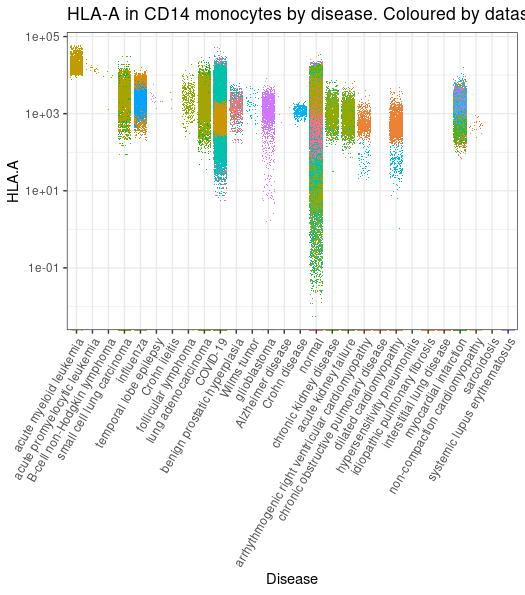 HLA-A in CD14 monocytes by disease. Coloured by datas
1e+05
1e+03
1e+01
1e-01
HLA.A
acute myeloid leukemia
acute promyelocytic leukemia
B-cell non-Hodgkin lymphoma
small cell lung carcinoma
influenza
temporal lobe epilepsy
Crohn ileitis
follicular lymphoma
lung adenocarcinoma
COVID-19
benign prostatic hyperplasia
Wilms tumor
glioblastoma
Alzheimer disease
Crohn disease
normal
chronic kidney disease
acute kidney failure
arrhythmogenic right ventricular cardiomyopathy
chronic obstructive pulmonary disease
dilated cardiomyopathy
hypersensitivity pneumonitis
idiopathic pulmonary fibrosis
interstitial lung disease
myocardial infarction
non-compaction cardiomyopathy
sarcoidosis
systemic lupus erythematosus
Disease